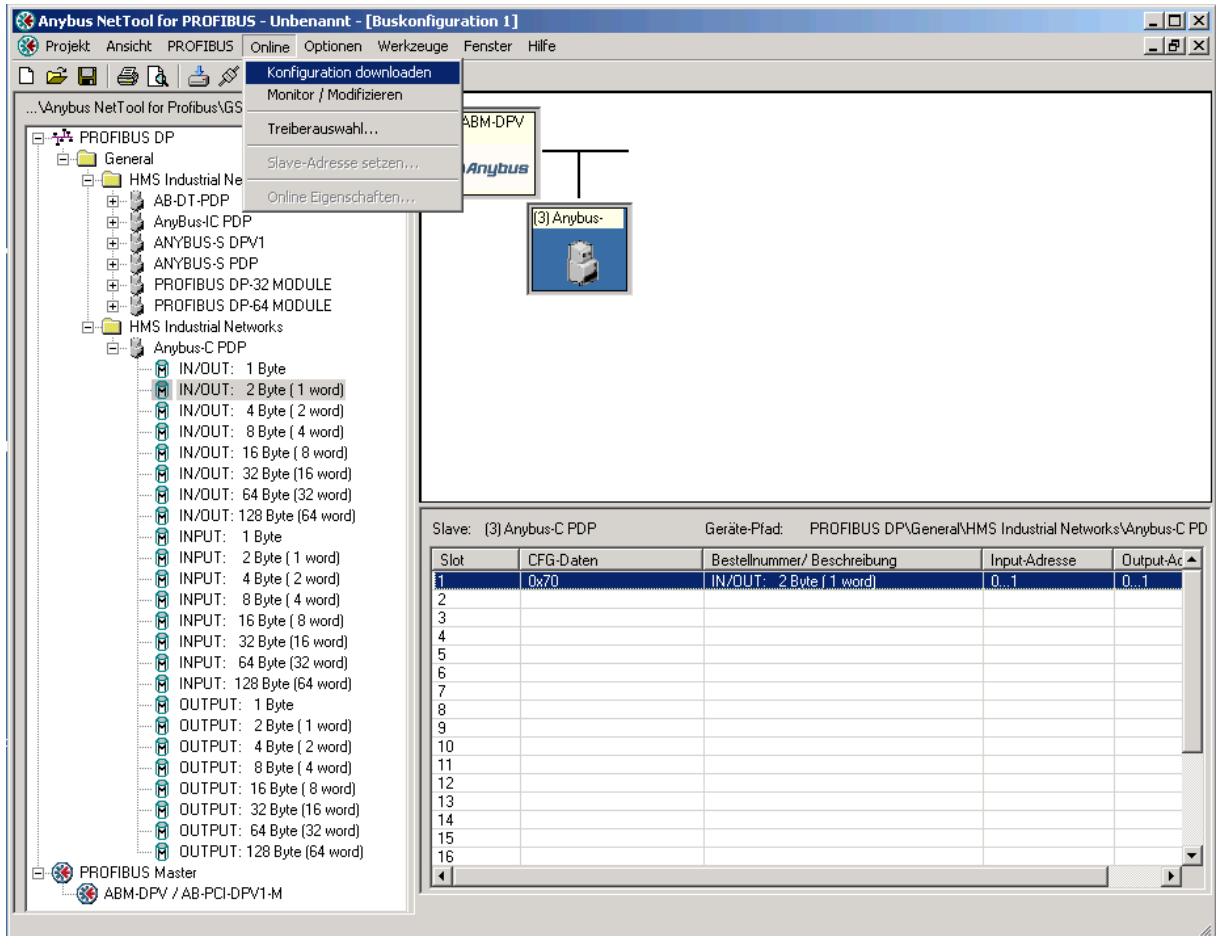 Anybus NetTool for PROFIBUS - Unbenannt - [Buskonfiguration 1]
Projekt Ansicht PROFIBUS Online Optionen Werkzeuge Fenster Hilfe
Konfiguration downloaden
Monitor / Modifizieren
Treiberauswahl...
Slave-Adresse setzen...
Online Eigenschaften...
...\Anybus NetTool for Profibus\GS
PROFIBUS DP
General
HMS Industrial Ne
AB-DT-PDP
AnyBus-IC PDP
ANYBUS-S DPV1
ANYBUS-S PDP
PROFIBUS DP-32 MODULE
PROFIBUS DP-64 MODULE
HMS Industrial Networks
Anybus-C PDP
IN/OUT: 1 Byte
IN/OUT: 2 Byte ( 1 word)
IN/OUT: 4 Byte ( 2 word)
IN/OUT: 8 Byte ( 4 word)
IN/OUT: 16 Byte ( 8 word)
IN/OUT: 32 Byte (16 word)
IN/OUT: 64 Byte (32 word)
IN/OUT: 128 Byte (64 word)
INPUT: 1 Byte
INPUT: 2 Byte ( 1 word)
INPUT: 4 Byte ( 2 word)
INPUT: 8 Byte ( 4 word)
INPUT: 16 Byte ( 8 word)
INPUT: 32 Byte (16 word)
INPUT: 64 Byte (32 word)
INPUT: 128 Byte (64 word)
OUTPUT: 1 Byte
OUTPUT: 2 Byte ( 1 word)
OUTPUT: 4 Byte ( 2 word)
OUTPUT: 8 Byte ( 4 word)
OUTPUT: 16 Byte ( 8 word)
OUTPUT: 32 Byte (16 word)
OUTPUT: 64 Byte (32 word)
OUTPUT: 128 Byte (64 word)
PROFIBUS Master
ABM-DPV / AB-PCI-DPV1-M
ABM-DPV
Anybus
(3) Anybus-
Slave: (3) Anybus-C PDP Geräte-Pfad: PROFIBUS DP\General\HMS Industrial Networks\Anybus-C PD
Slot CFG-Daten Bestellnummer/ Beschreibung Input-Adresse Output-Ac
1 0x70 IN/OUT: 2 Byte ( 1 word) 0...1 0...1
2
3
4
5
6
7
8
9
10
11
12
13
14
15
16